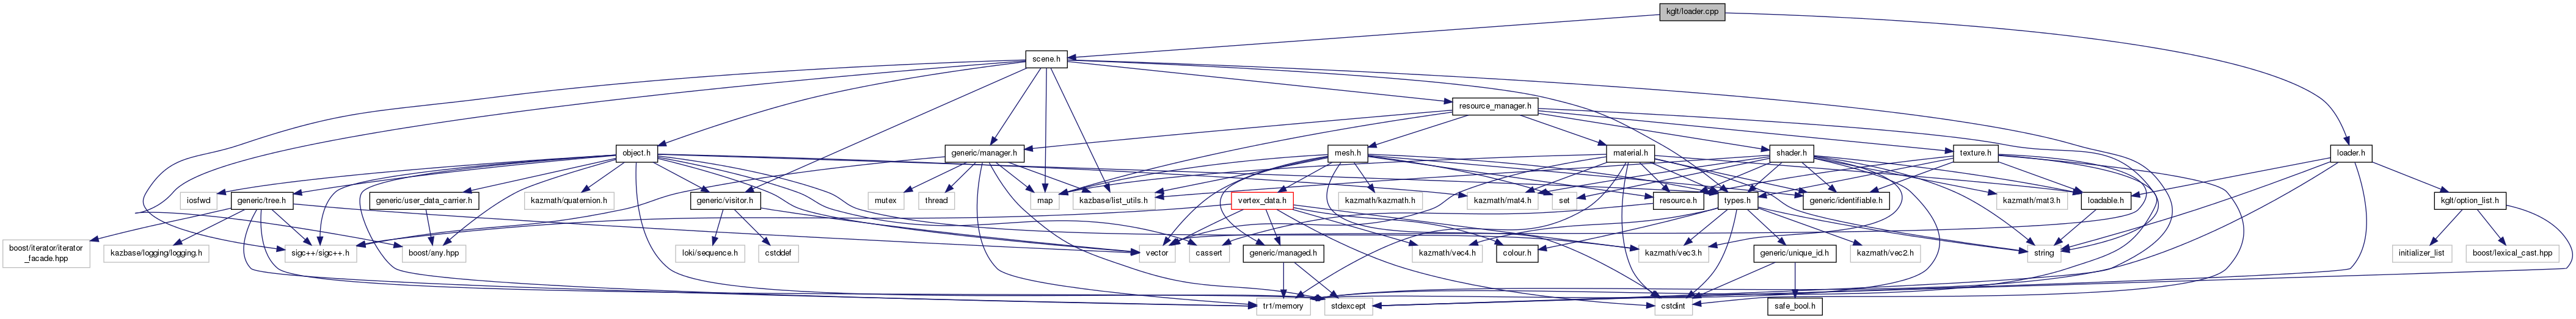 kglt/loader.cpp
scene.h
resource_manager.h
object.h
generic/manager.h
mesh.h
material.h
shader.h
texture.h
loader.h
iosfwd
generic/tree.h
generic/user_data_carrier.h
kazmath/quaternion.h
generic/visitor.h
mutex
thread
map
kazbase/list_utils.h
vertex_data.h
kazmath/kazmath.h
kazmath/mat4.h
set
resource.h
types.h
generic/identifiable.h
kazmath/mat3.h
loadable.h
kglt/option_list.h
boost/iterator/iterator
_facade.hpp
kazbase/logging/logging.h
sigc++/sigc++.h
boost/any.hpp
loki/sequence.h
cstddef
vector
cassert
generic/managed.h
kazmath/vec4.h
colour.h
kazmath/vec3.h
generic/unique_id.h
kazmath/vec2.h
string
initializer_list
boost/lexical_cast.hpp
tr1/memory
stdexcept
cstdint
safe_bool.h